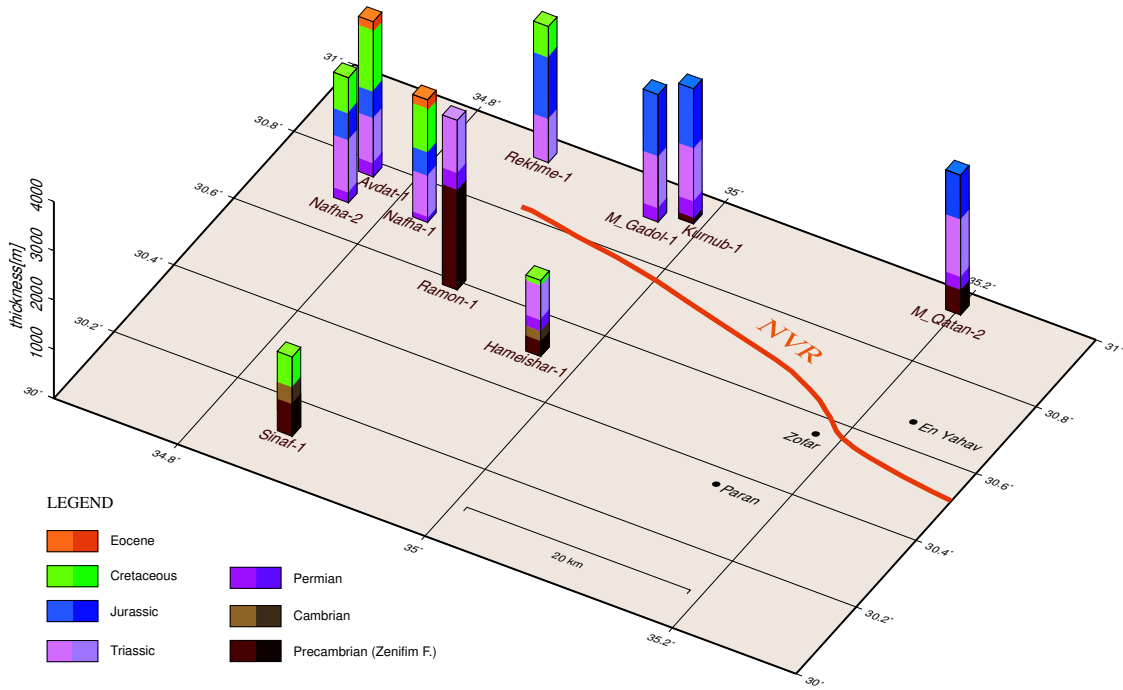 31°
34.8°
30.8°
Rekhme-1
Avdat-1
30.6°
Nafha-2
Nafha-1
35°
M_Gadol-1
Kurnub-1
4000
3000
2000
1000
thickness[m]
30.4°
Ramon-1
35.2°
M_Qatan-2
30.2°
NVR
Hameishar-1
31°
30°
30.8°
Sinaf-1
Zofar
En Yahav
34.8°
30.6°
Paran
LEGEND
30.4°
Eocene
35°
20 km
Cretaceous
Permian
30.2°
Jurassic
Cambrian
35.2°
Triassic
Precambrian (Zenifim F.)
30°